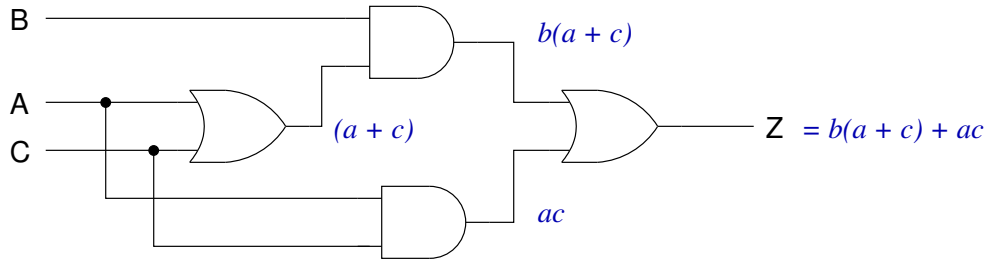 B
b(a + c)
A
(a + c)
Z = b(a + c) + ac
C
ac